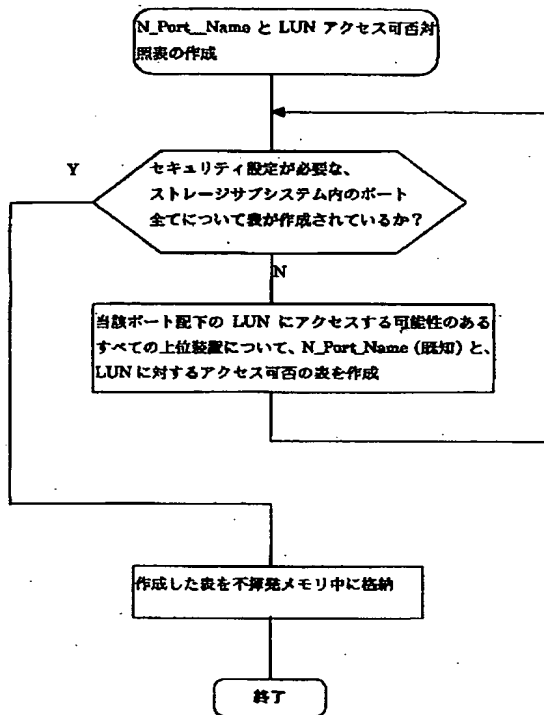 N_Port_Name と LUN アクセス可否対
照表の作成
Y
セキュリティ設定が必要な、
ストレージサブシステム内のポート
全てについて表が作成されているか？
N
当該ポート配下の LUN にアクセスする可能性のある
すべての上位装置について、N_Port_Name（既知）と、
LUN に対するアクセス可否の表を作成
作成した表を不揮発メモリ中に格納
終了